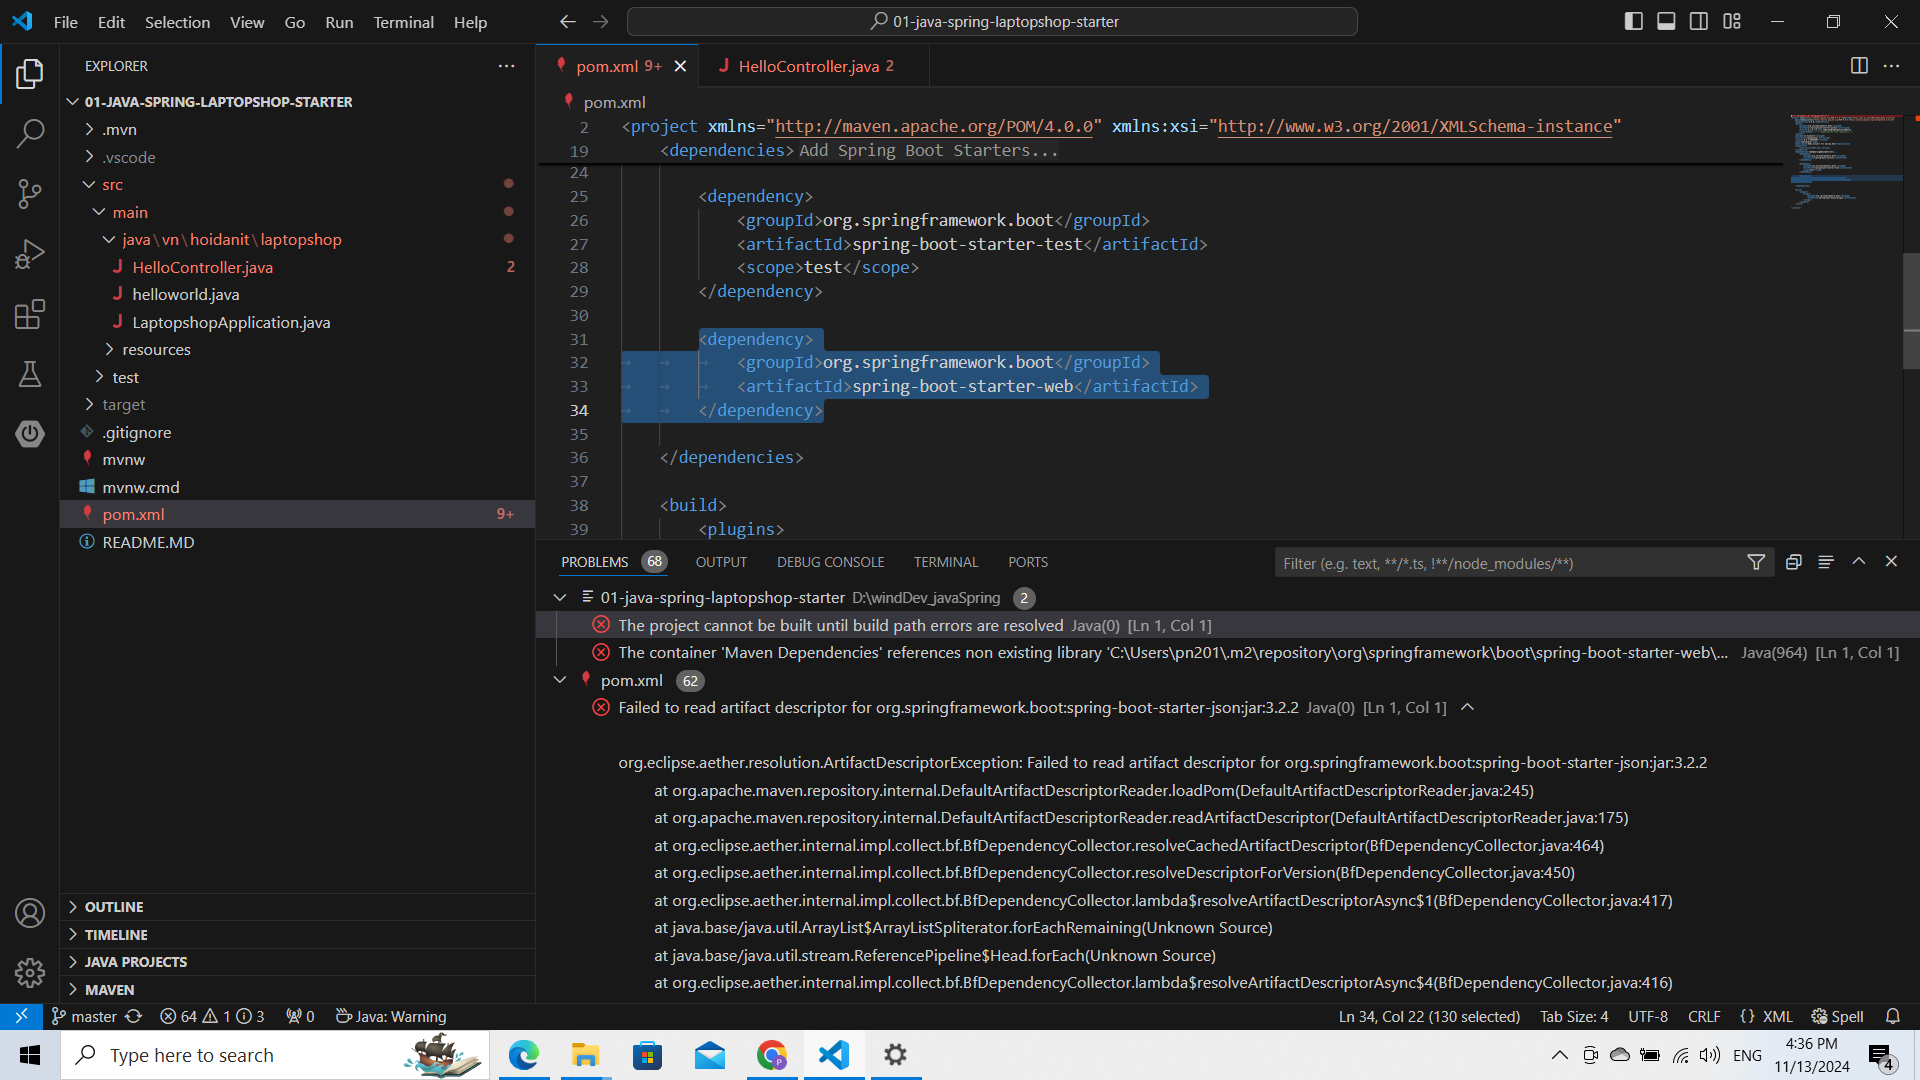 File Edit Selection View Go Run Terminal Help
01-java-spring-laptopshop-starter
EXPLORER
01-JAVA-SPRING-LAPTOPSHOP-STARTER
.mvn
.vscode
src
main
java\vn\hoidanit\laptopshop
HelloController.java 2
helloworld.java
LaptopshopApplication.java
resources
test
target
.gitignore
mvnw
mvnw.cmd
pom.xml 9+
README.MD
OUTLINE
TIMELINE
JAVA PROJECTS
MAVEN
pom.xml 9+
HelloController.java 2
pom.xml
2 <project xmlns="http://maven.apache.org/POM/4.0.0" xmlns:xsi="http://www.w3.org/2001/XMLSchema-instance"
19 <dependencies> Add Spring Boot Starters...
24
25 <dependency>
26 <groupId>org.springframework.boot</groupId>
27 <artifactId>spring-boot-starter-test</artifactId>
28 <scope>test</scope>
29 </dependency>
30
31 <dependency>
32 <groupId>org.springframework.boot</groupId>
33 <artifactId>spring-boot-starter-web</artifactId>
34 </dependency>
35
36 </dependencies>
37
38 <build>
39 <plugins>
PROBLEMS 68 OUTPUT DEBUG CONSOLE TERMINAL PORTS
Filter (e.g. text, **/*.ts, !**/node_modules/**)
01-java-spring-laptopshop-starter D:\windDev_javaSpring 2
The project cannot be built until build path errors are resolved Java(0) [Ln 1, Col 1]
The container 'Maven Dependencies' references non existing library 'C:\Users\pn201\.m2\repository\org\springframework\boot\spring-boot-starter-web\... Java(964) [Ln 1, Col 1]
pom.xml 62
Failed to read artifact descriptor for org.springframework.boot:spring-boot-starter-json:jar:3.2.2 Java(0) [Ln 1, Col 1]
org.eclipse.aether.resolution.ArtifactDescriptorException: Failed to read artifact descriptor for org.springframework.boot:spring-boot-starter-json:jar:3.2.2
at org.apache.maven.repository.internal.DefaultArtifactDescriptorReader.loadPom(DefaultArtifactDescriptorReader.java:245)
at org.apache.maven.repository.internal.DefaultArtifactDescriptorReader.readArtifactDescriptor(DefaultArtifactDescriptorReader.java:175)
at org.eclipse.aether.internal.impl.collect.bf.BfDependencyCollector.resolveCachedArtifactDescriptor(BfDependencyCollector.java:464)
at org.eclipse.aether.internal.impl.collect.bf.BfDependencyCollector.resolveDescriptorForVersion(BfDependencyCollector.java:450)
at org.eclipse.aether.internal.impl.collect.bf.BfDependencyCollector.lambda$resolveArtifactDescriptorAsync$1(BfDependencyCollector.java:417)
at java.base/java.util.ArrayList$ArrayListSpliterator.forEachRemaining(Unknown Source)
at java.base/java.util.stream.ReferencePipeline$Head.forEach(Unknown Source)
at org.eclipse.aether.internal.impl.collect.bf.BfDependencyCollector.lambda$resolveArtifactDescriptorAsync$4(BfDependencyCollector.java:416)
master 64 1 3 0 Java: Warning
Ln 34, Col 22 (130 selected) Tab Size: 4 UTF-8 CRLF {} XML Spell
Type here to search
ENG
4:36 PM
11/13/2024
4